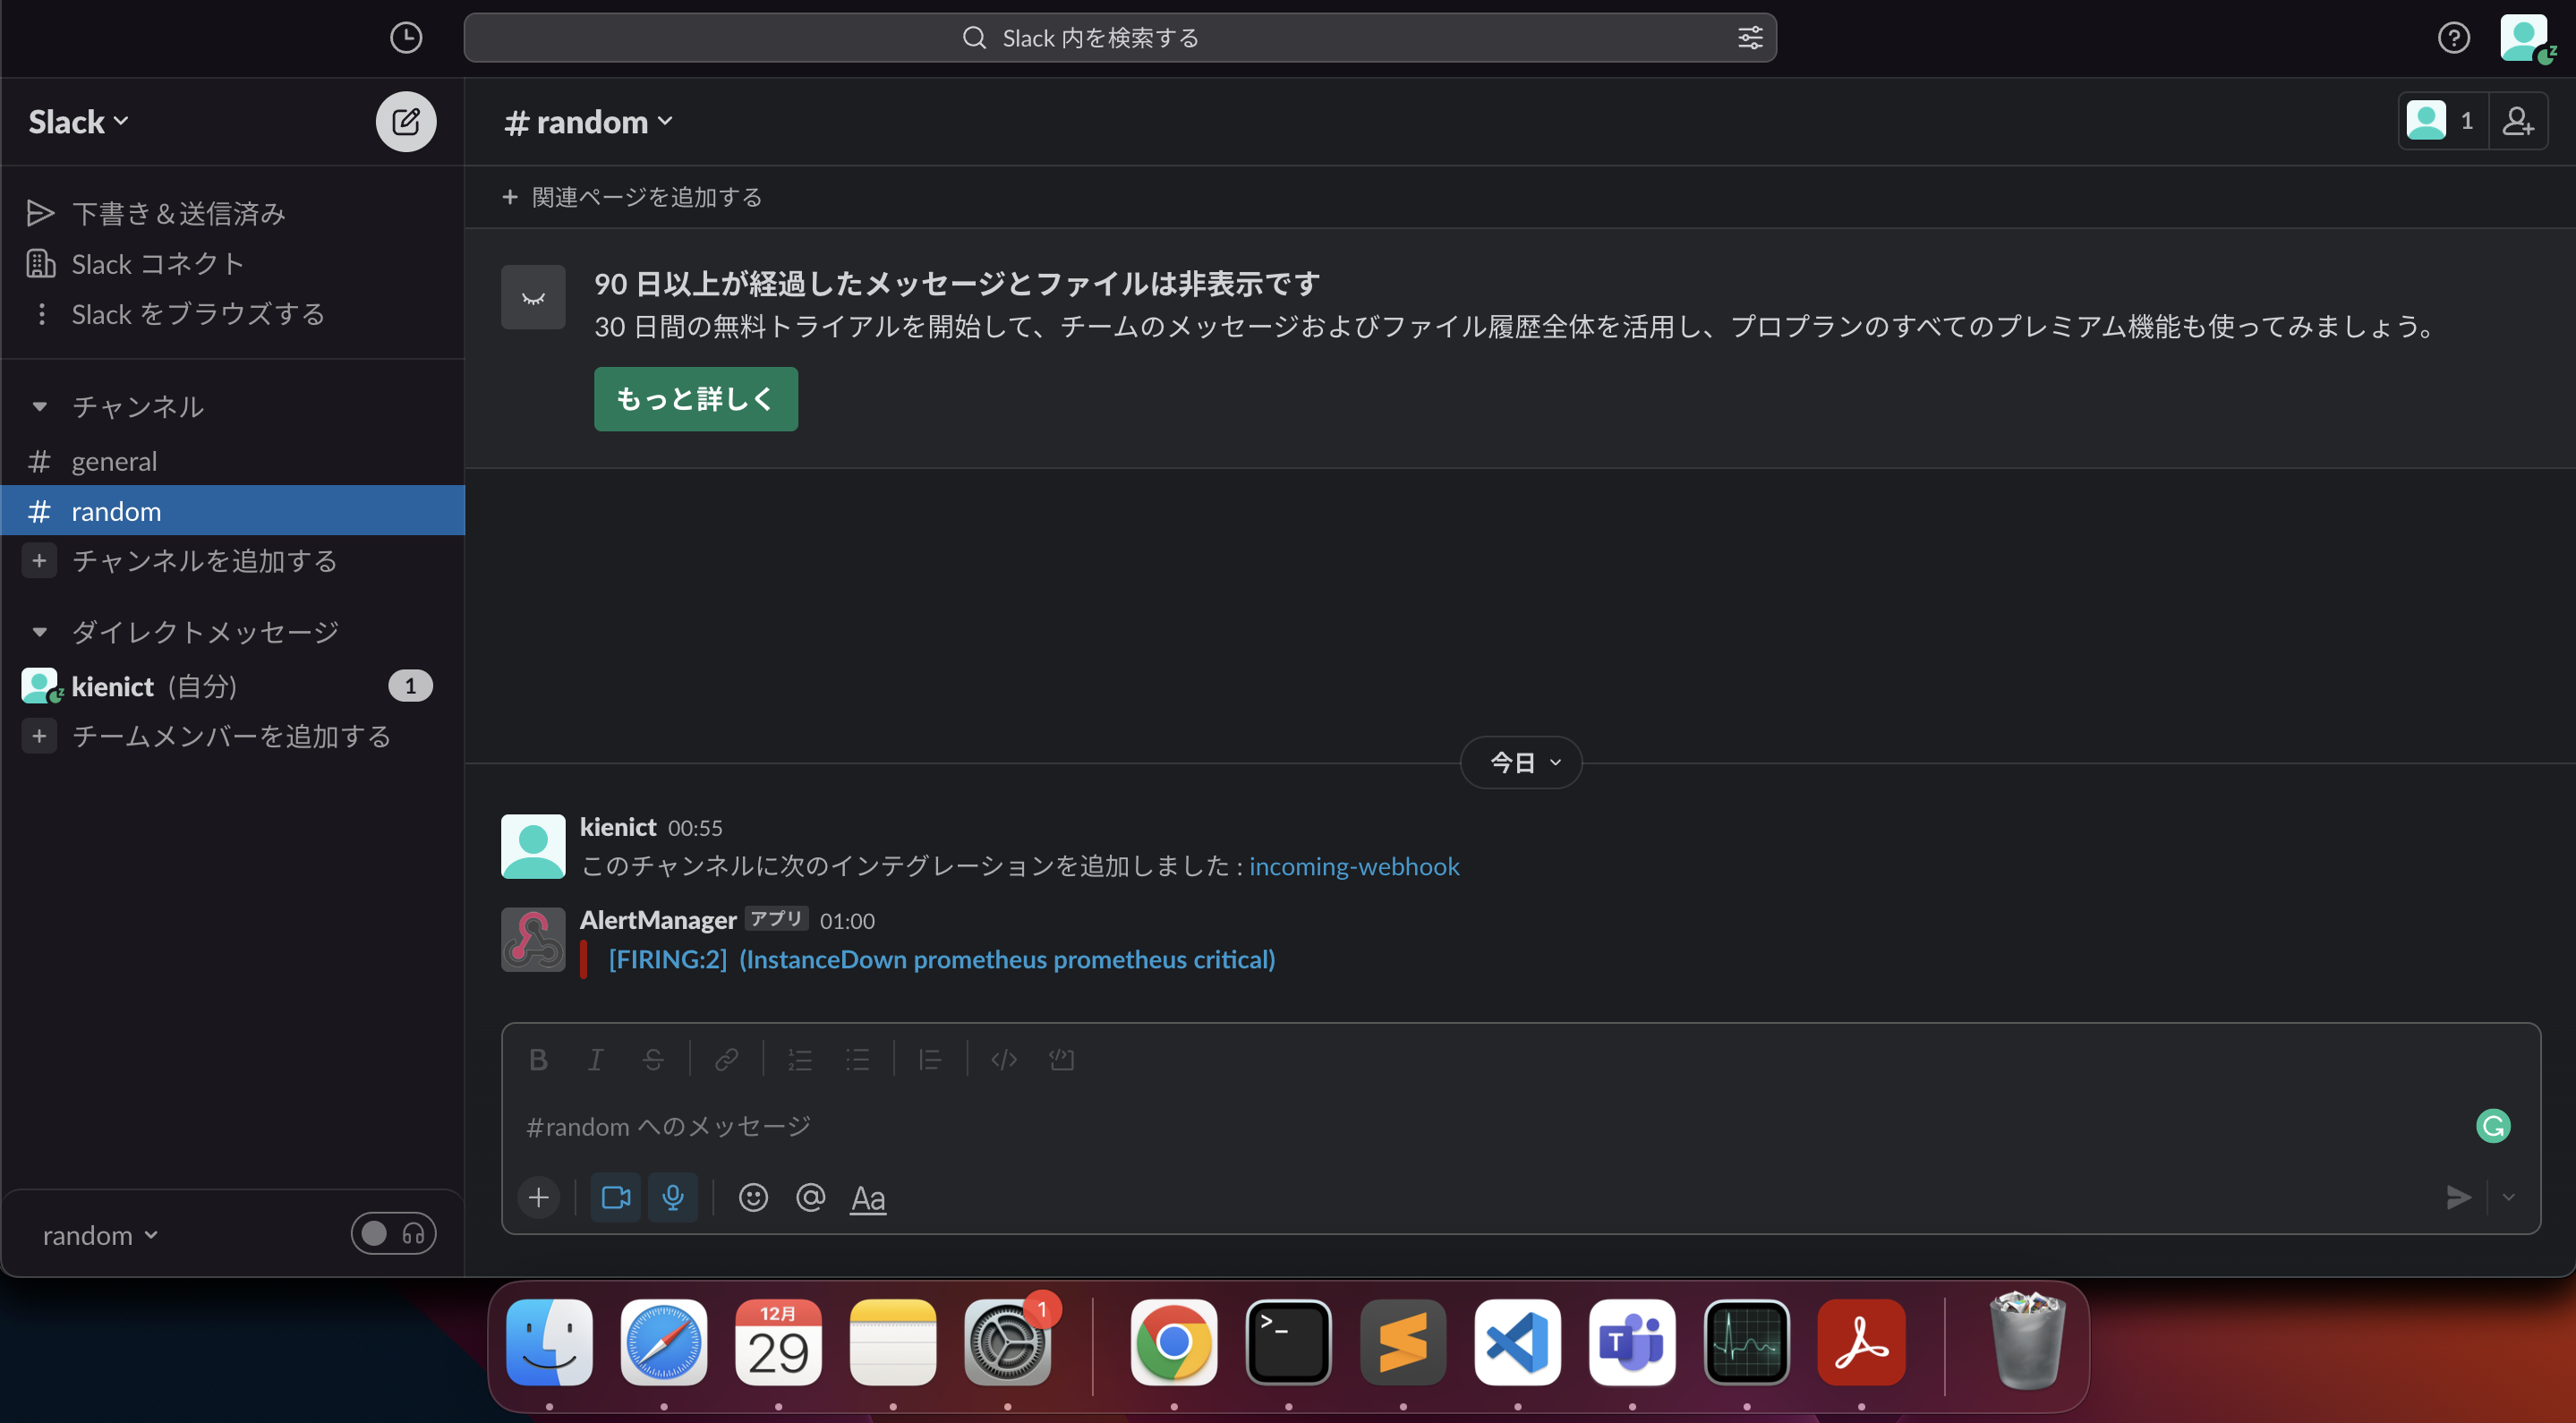 Slack 内を検索する
Slack
下書き＆送信済み
Slack コネクト
Slack をブラウズする
チャンネル
# general
# random
+ チャンネルを追加する
ダイレクトメッセージ
kienict (自分) 1
+ チームメンバーを追加する
random
# random
1
+ 関連ページを追加する
90 日以上が経過したメッセージとファイルは非表示です
30 日間の無料トライアルを開始して、チームのメッセージおよびファイル履歴全体を活用し、プロプランのすべてのプレミアム機能も使ってみましょう。
もっと詳しく
今日
kienict 00:55
このチャンネルに次のインテグレーションを追加しました : incoming-webhook
AlertManager アプリ 01:00
[FIRING:2] (InstanceDown prometheus prometheus critical)
#random へのメッセージ
Aa
12月
29
1